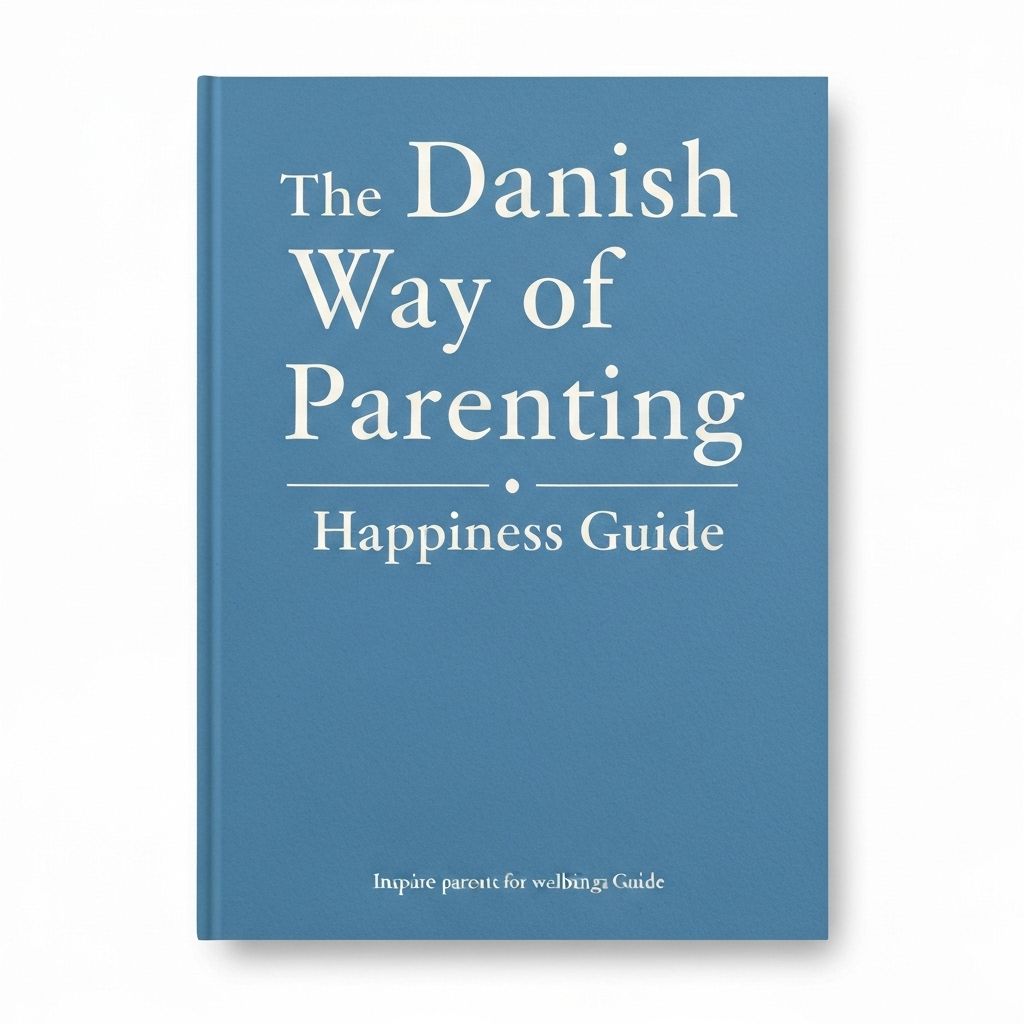 The Danish
Way of
Parenting
Happiness Guide
for Guide